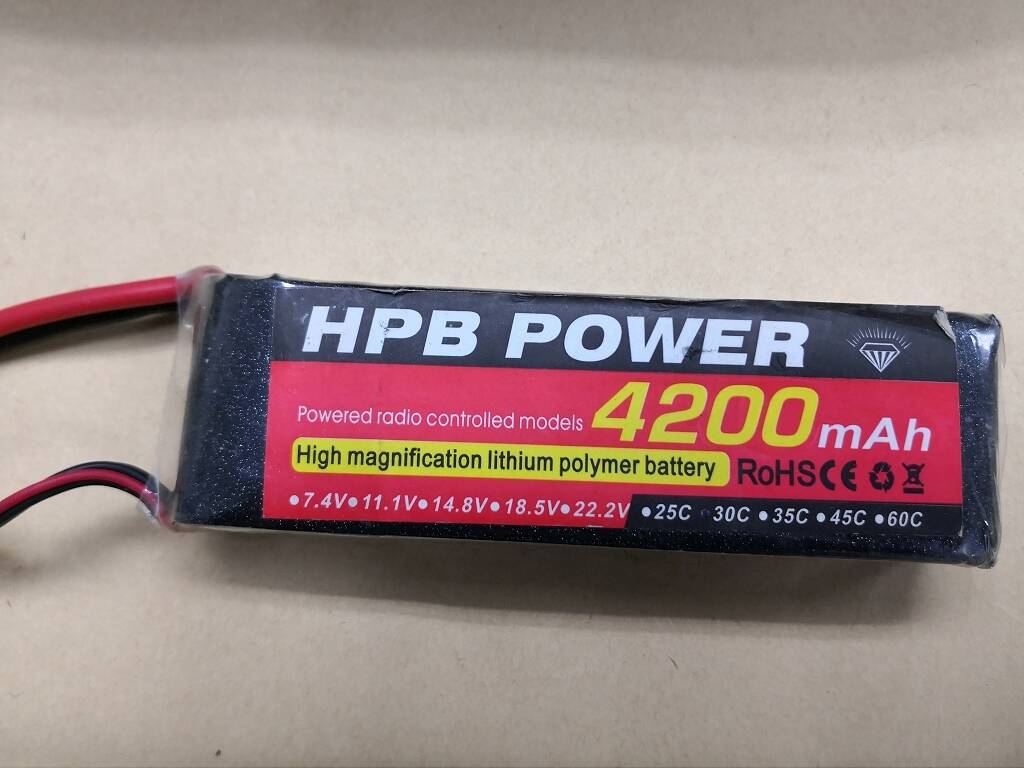 HPB POWER
Powered radio controlled models 4200mAh
High magnification lithium polymer battery RoHS CE
•7.4V•11.1V•14.8V•18.5V•22.2V •25C •30C •35C •45C •60C